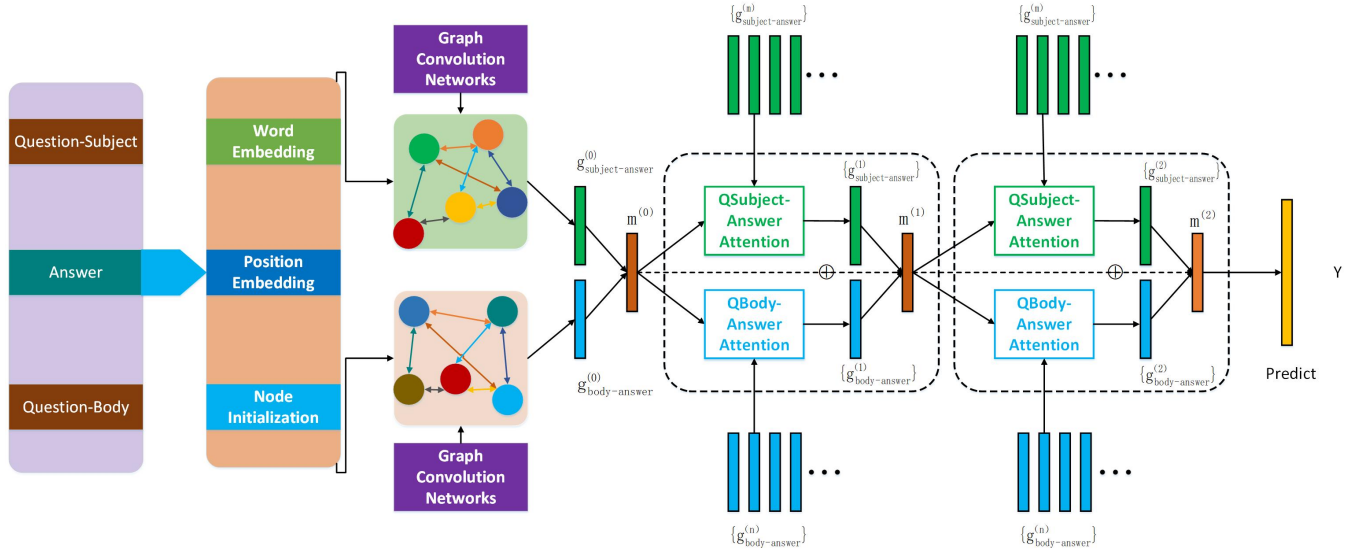 Question-Subject
Answer
Question-Body
Word
Embedding
Position
Embedding
Node
Initialization
Graph
Convolution
Networks
Graph
Convolution
Networks
g^{(0)}_{subject-answer}
g^{(0)}_{body-answer}
m^{(0)}
{g^{(m)}_{subject-answer}}
QSubject-
Answer
Attention
{g^{(1)}_{subject-answer}}
m^{(1)}
⊕
QBody-
Answer
Attention
{g^{(1)}_{body-answer}}
{g^{(n)}_{body-answer}}
{g^{(m)}_{subject-answer}}
QSubject-
Answer
Attention
{g^{(2)}_{subject-answer}}
m^{(2)}
⊕
QBody-
Answer
Attention
{g^{(2)}_{body-answer}}
{g^{(n)}_{body-answer}}
Y
Predict